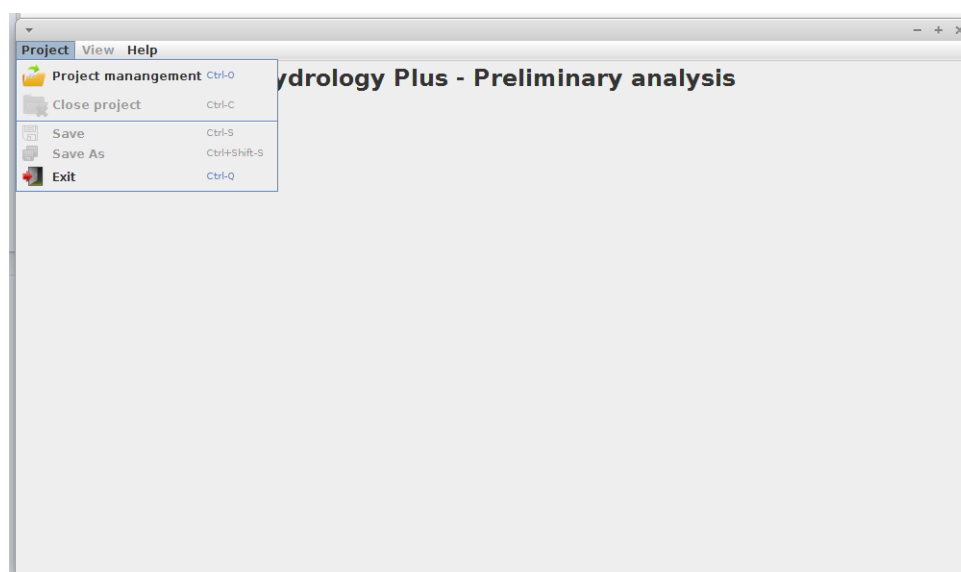 Project View Help
Project manangement Ctrl-O
ydrology Plus - Preliminary analysis
Close project Ctrl-C
Save Ctrl-S
Save As Ctrl+Shift-S
Exit Ctrl-Q